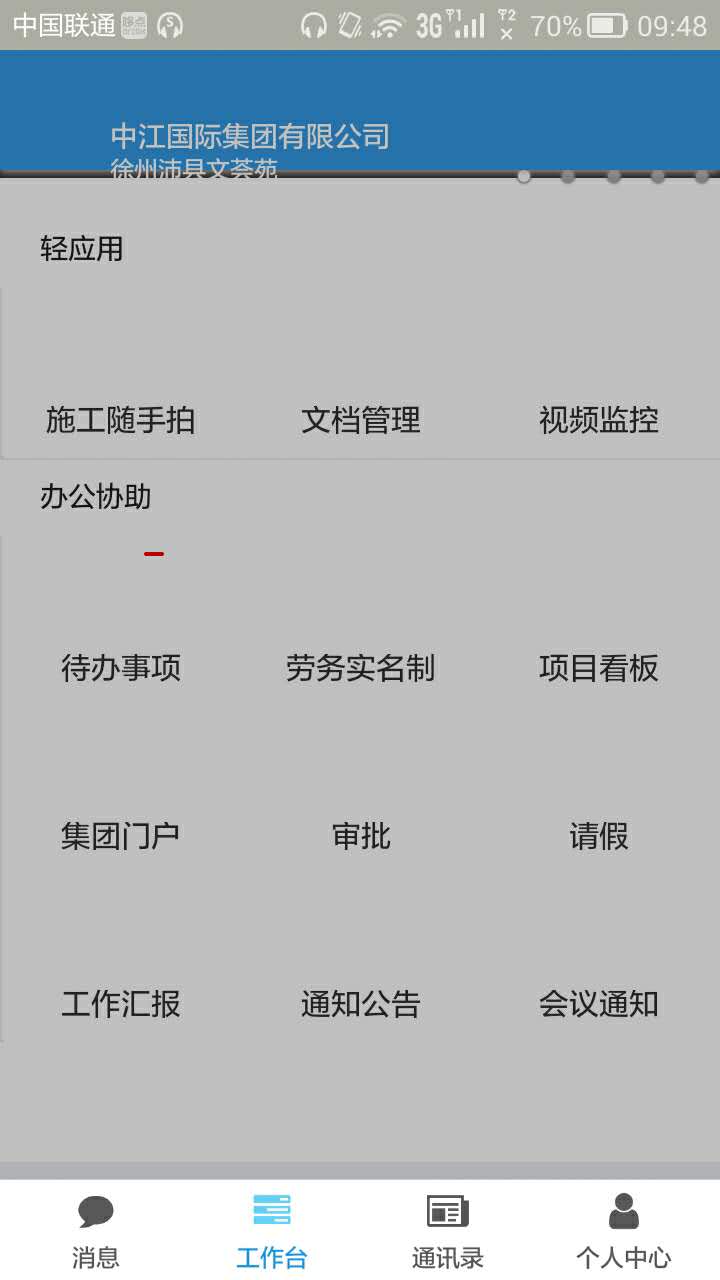 中国联通 3G T1 T2 70% 09:48
中江国际集团有限公司
徐州沛县文荟苑
轻应用
施工随手拍 文档管理 视频监控
办公协助
待办事项 劳务实名制 项目看板
集团门户 审批 请假
工作汇报 通知公告 会议通知
消息 工作台 通讯录 个人中心